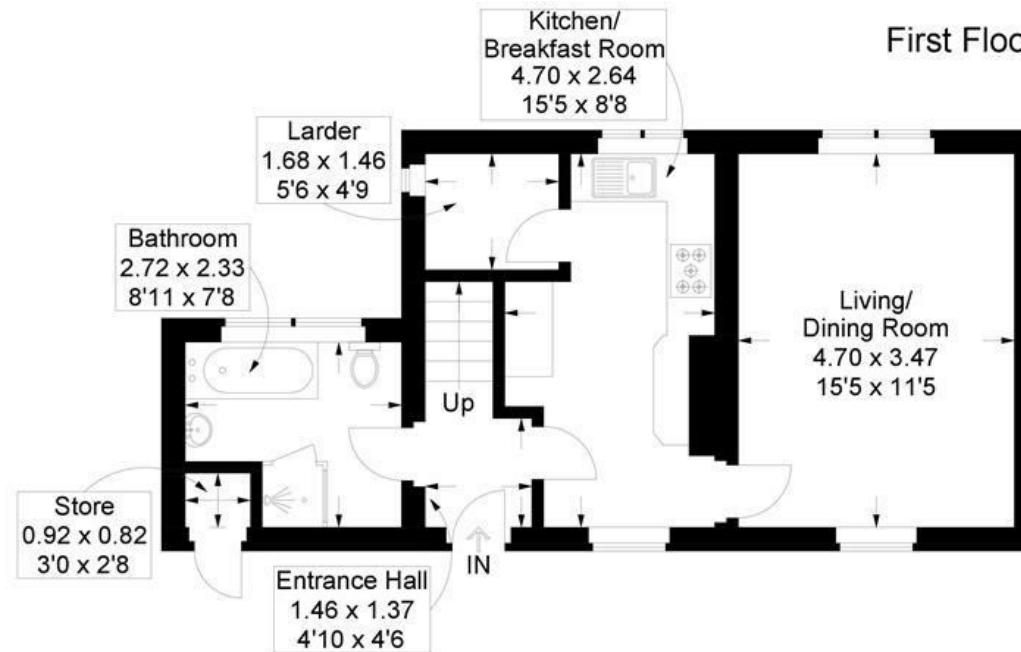 First Floo
Kitchen/
Breakfast Room
4.70 x 2.64
15'5 x 8'8
Larder
1.68 x 1.46
5'6 x 4'9
Bathroom
2.72 x 2.33
8'11 x 7'8
Living/
Dining Room
4.70 x 3.47
15'5 x 11'5
Up
Store
0.92 x 0.82
3'0 x 2'8
IN
Entrance Hall
1.46 x 1.37
4'10 x 4'6